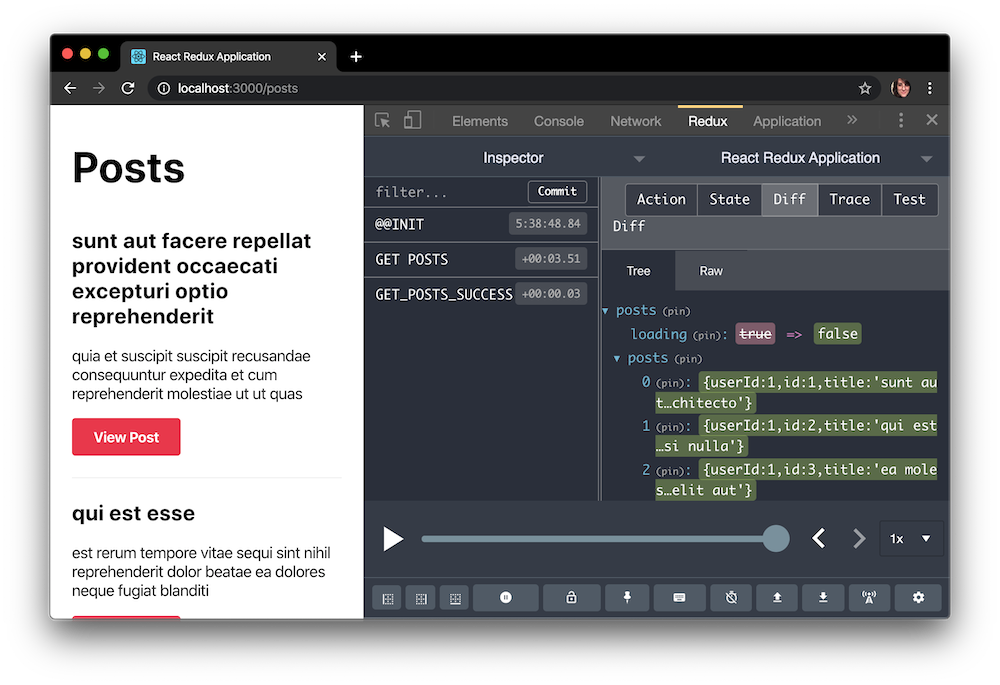 React Redux Application
localhost:3000/posts
Posts
sunt aut facere repellat
provident occaecati
excepturi optio
reprehenderit
quia et suscipit suscipit recusandae
consequuntur expedita et cum
reprehenderit molestiae ut ut quas
View Post
qui est esse
est rerum tempore vitae sequi sint nihil
reprehenderit dolor beatae ea dolores
neque fugiat blanditi
Elements Console Network Redux Application »
Inspector React Redux Application
filter... Commit
@@INIT 5:38:48.84
GET POSTS +00:03.51
GET_POSTS_SUCCESS +00:00.03
Action State Diff Trace Test
Diff
Tree Raw
posts (pin)
loading (pin): true => false
posts (pin)
0 (pin): {userId:1,id:1,title:'sunt au
t…chitecto'}
1 (pin): {userId:1,id:2,title:'qui est
…si nulla'}
2 (pin): {userId:1,id:3,title:'ea mole
s…elit aut'}
1x